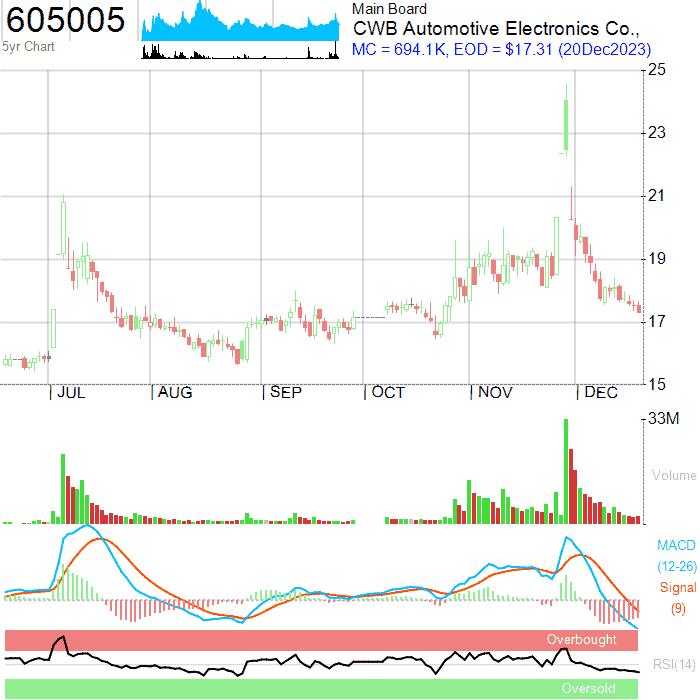 605005
5yr Chart
Main Board
CWB Automotive Electronics Co.,
MC = 694.1K, EOD = $17.31 (20Dec2023)
25
23
21
19
17
15
JUL
AUG
SEP
OCT
NOV
DEC
33M
Volume
MACD
(12-26)
Signal
(9)
Overbought
RSI(14)
Oversold